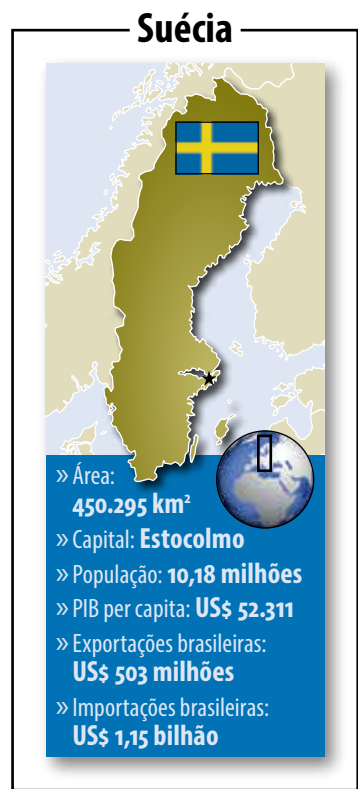 Suécia
» Área:
450.295 km²
» Capital: Estocolmo
» População: 10,18 milhões
» PIB per capita: US$ 52.311
» Exportações brasileiras:
US$ 503 milhões
» Importações brasileiras:
US$ 1,15 bilhão